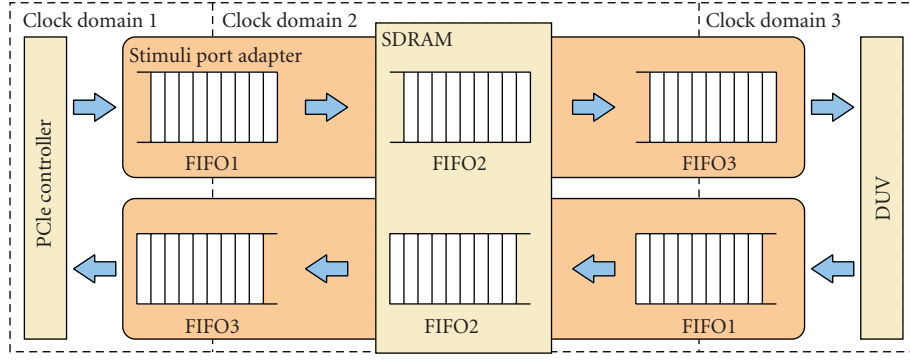 Clock domain 1
Clock domain 2
Clock domain 3
SDRAM
Stimuli port adapter
FIFO1
FIFO2
FIFO3
PCIe controller
DUV
FIFO3
FIFO2
FIFO1